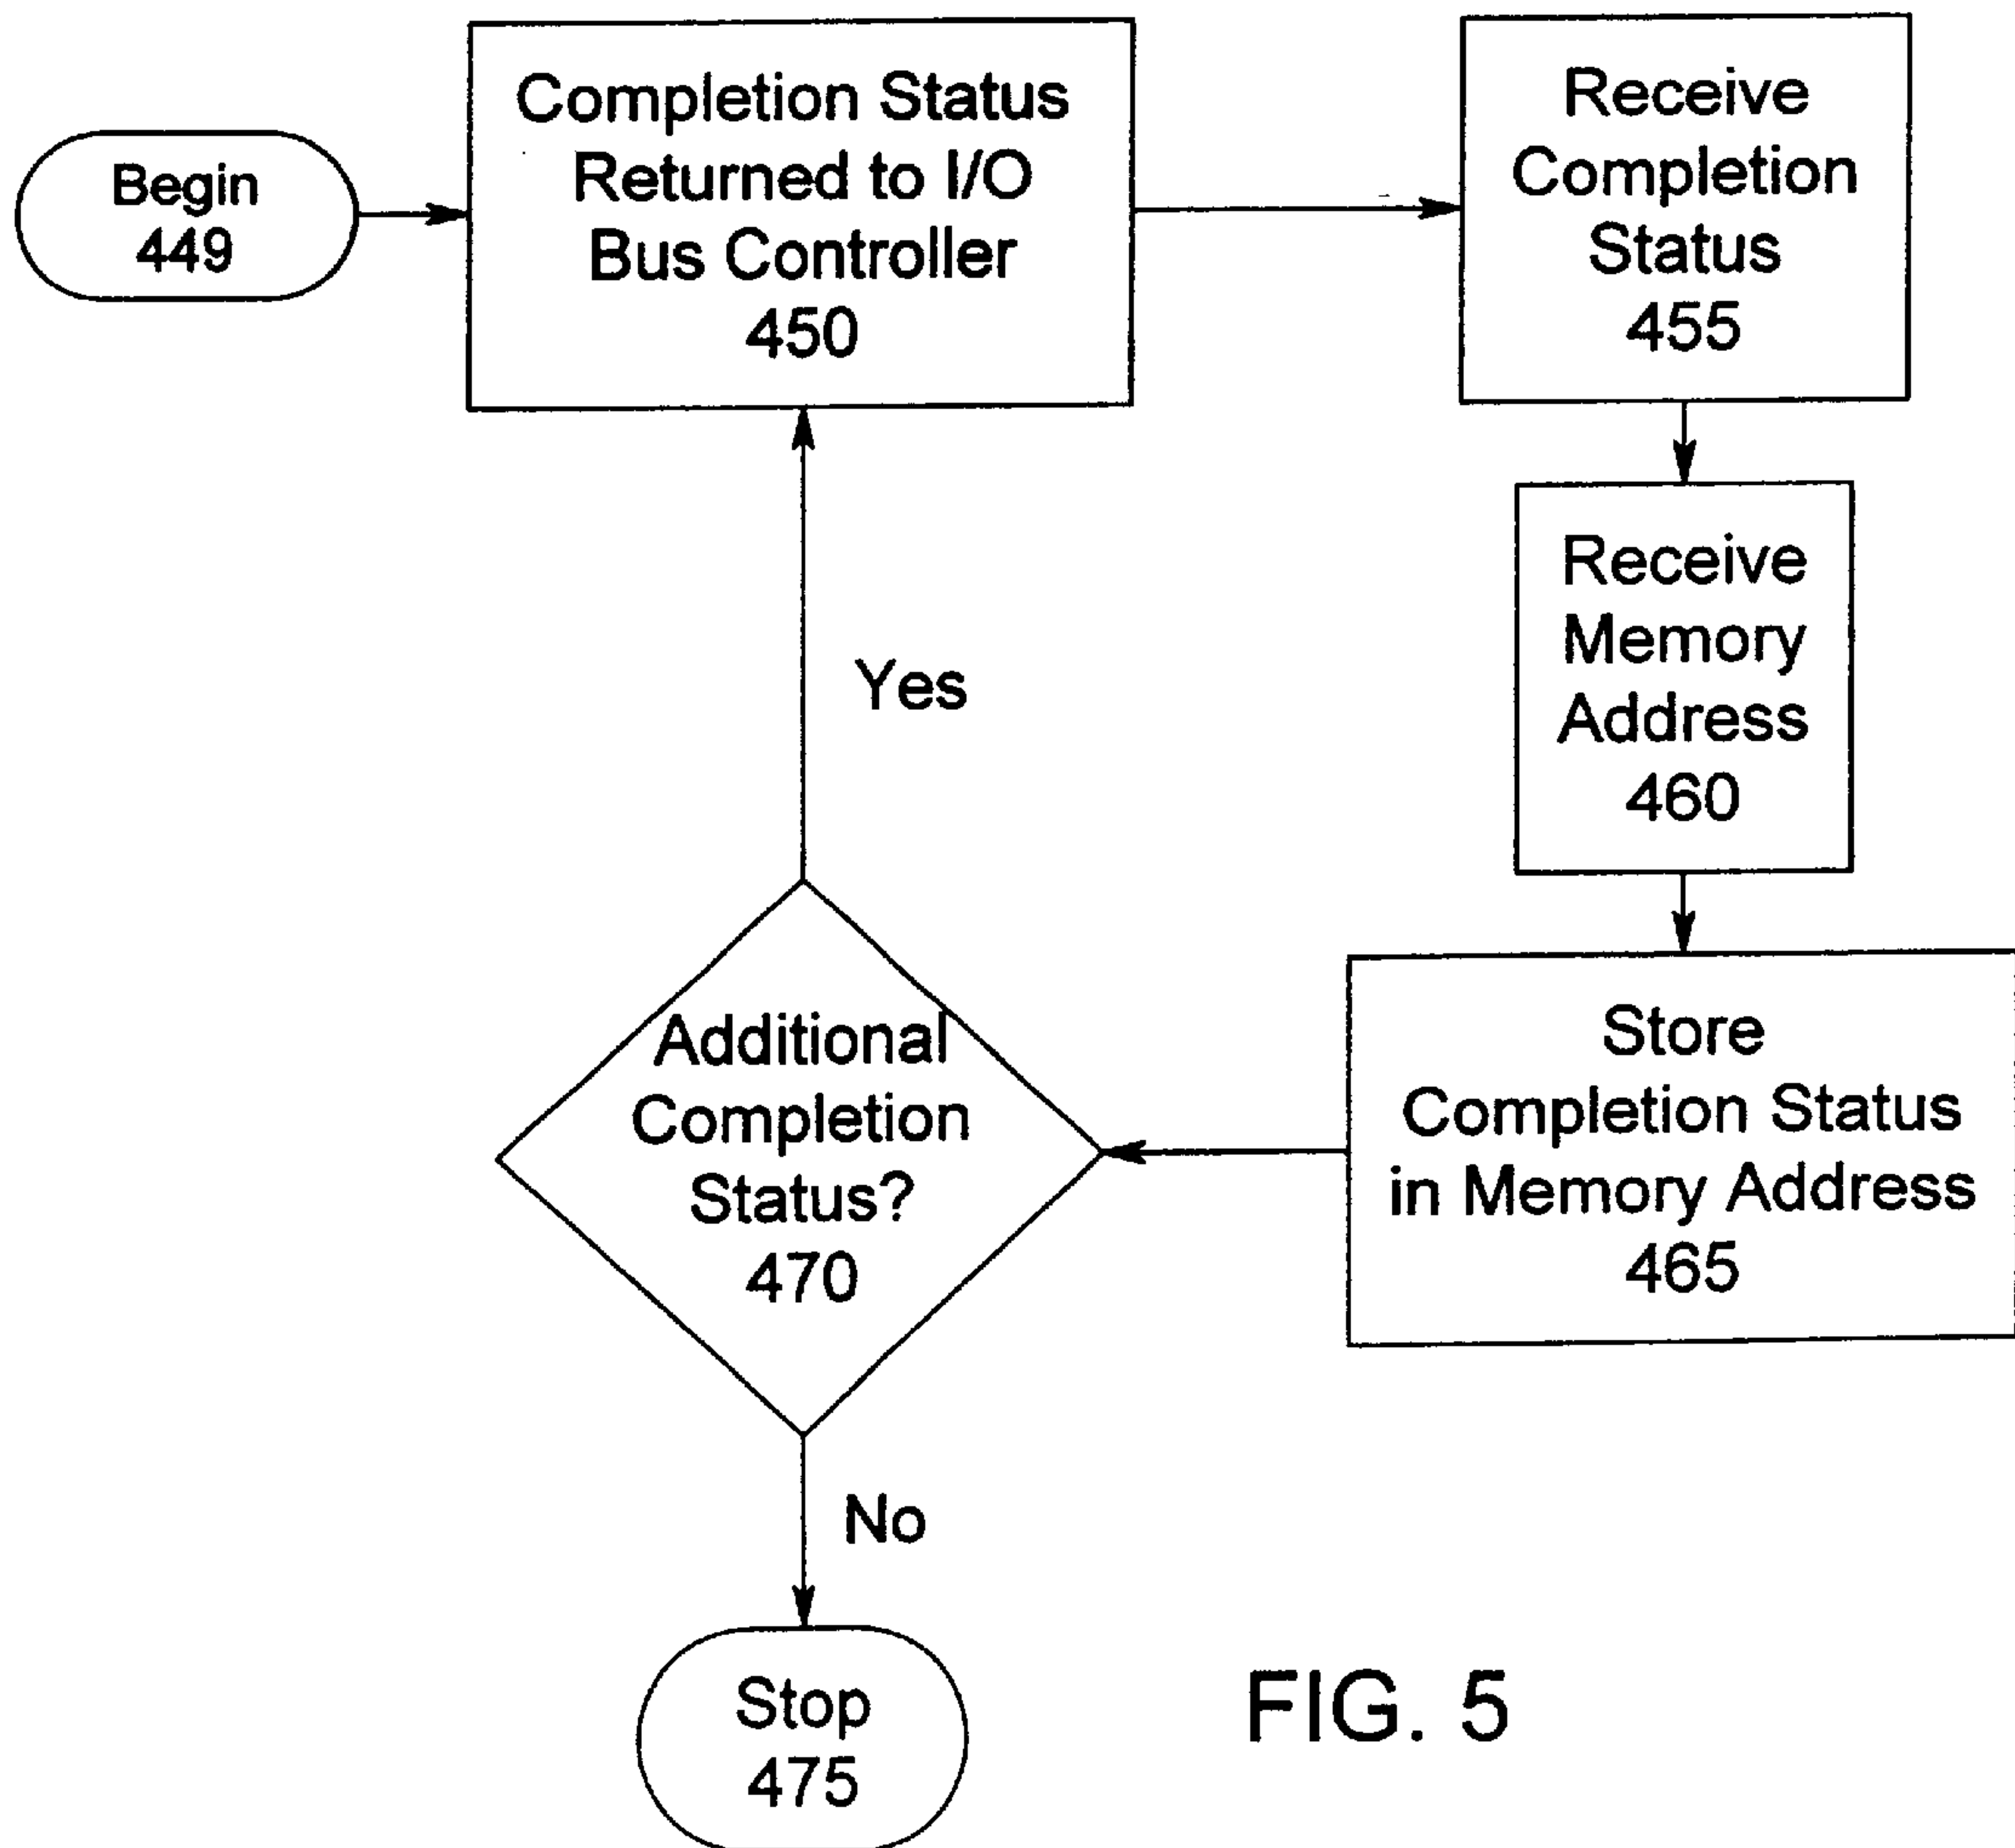 Begin
449
Completion Status
Returned to I/O
Bus Controller
450
Receive
Completion
Status
455
Receive
Memory
Address
460
Store
Completion Status
in Memory Address
465
Additional
Completion
Status?
470
Yes
No
Stop
475
FIG. 5